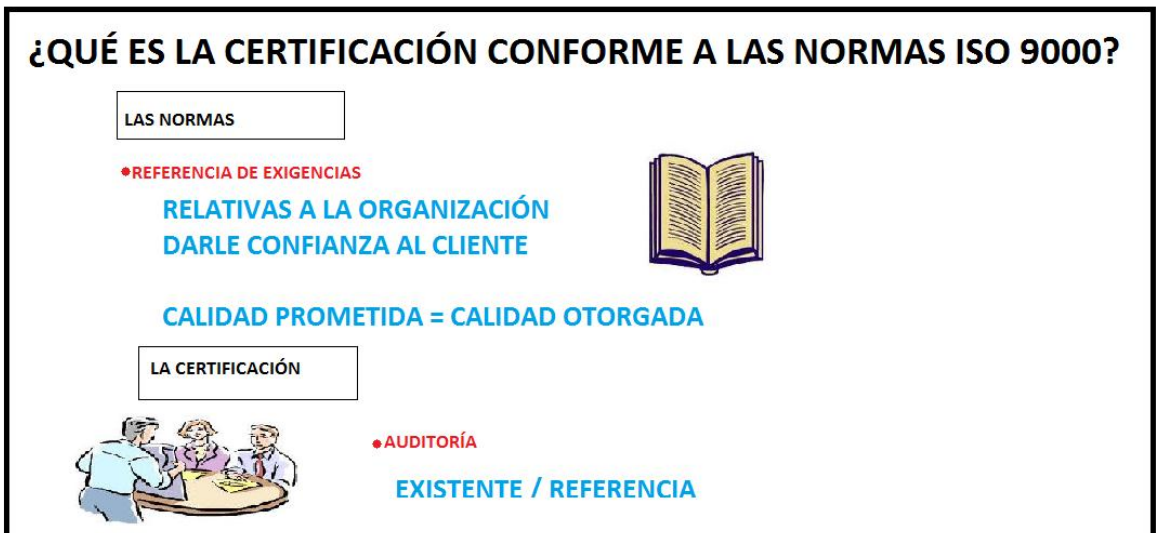 ¿QUÉ ES LA CERTIFICACIÓN CONFORME A LAS NORMAS ISO 9000?
LAS NORMAS
•REFERENCIA DE EXIGENCIAS
RELATIVAS A LA ORGANIZACIÓN
DARLE CONFIANZA AL CLIENTE
CALIDAD PROMETIDA = CALIDAD OTORGADA
LA CERTIFICACIÓN
•AUDITORÍA
EXISTENTE / REFERENCIA